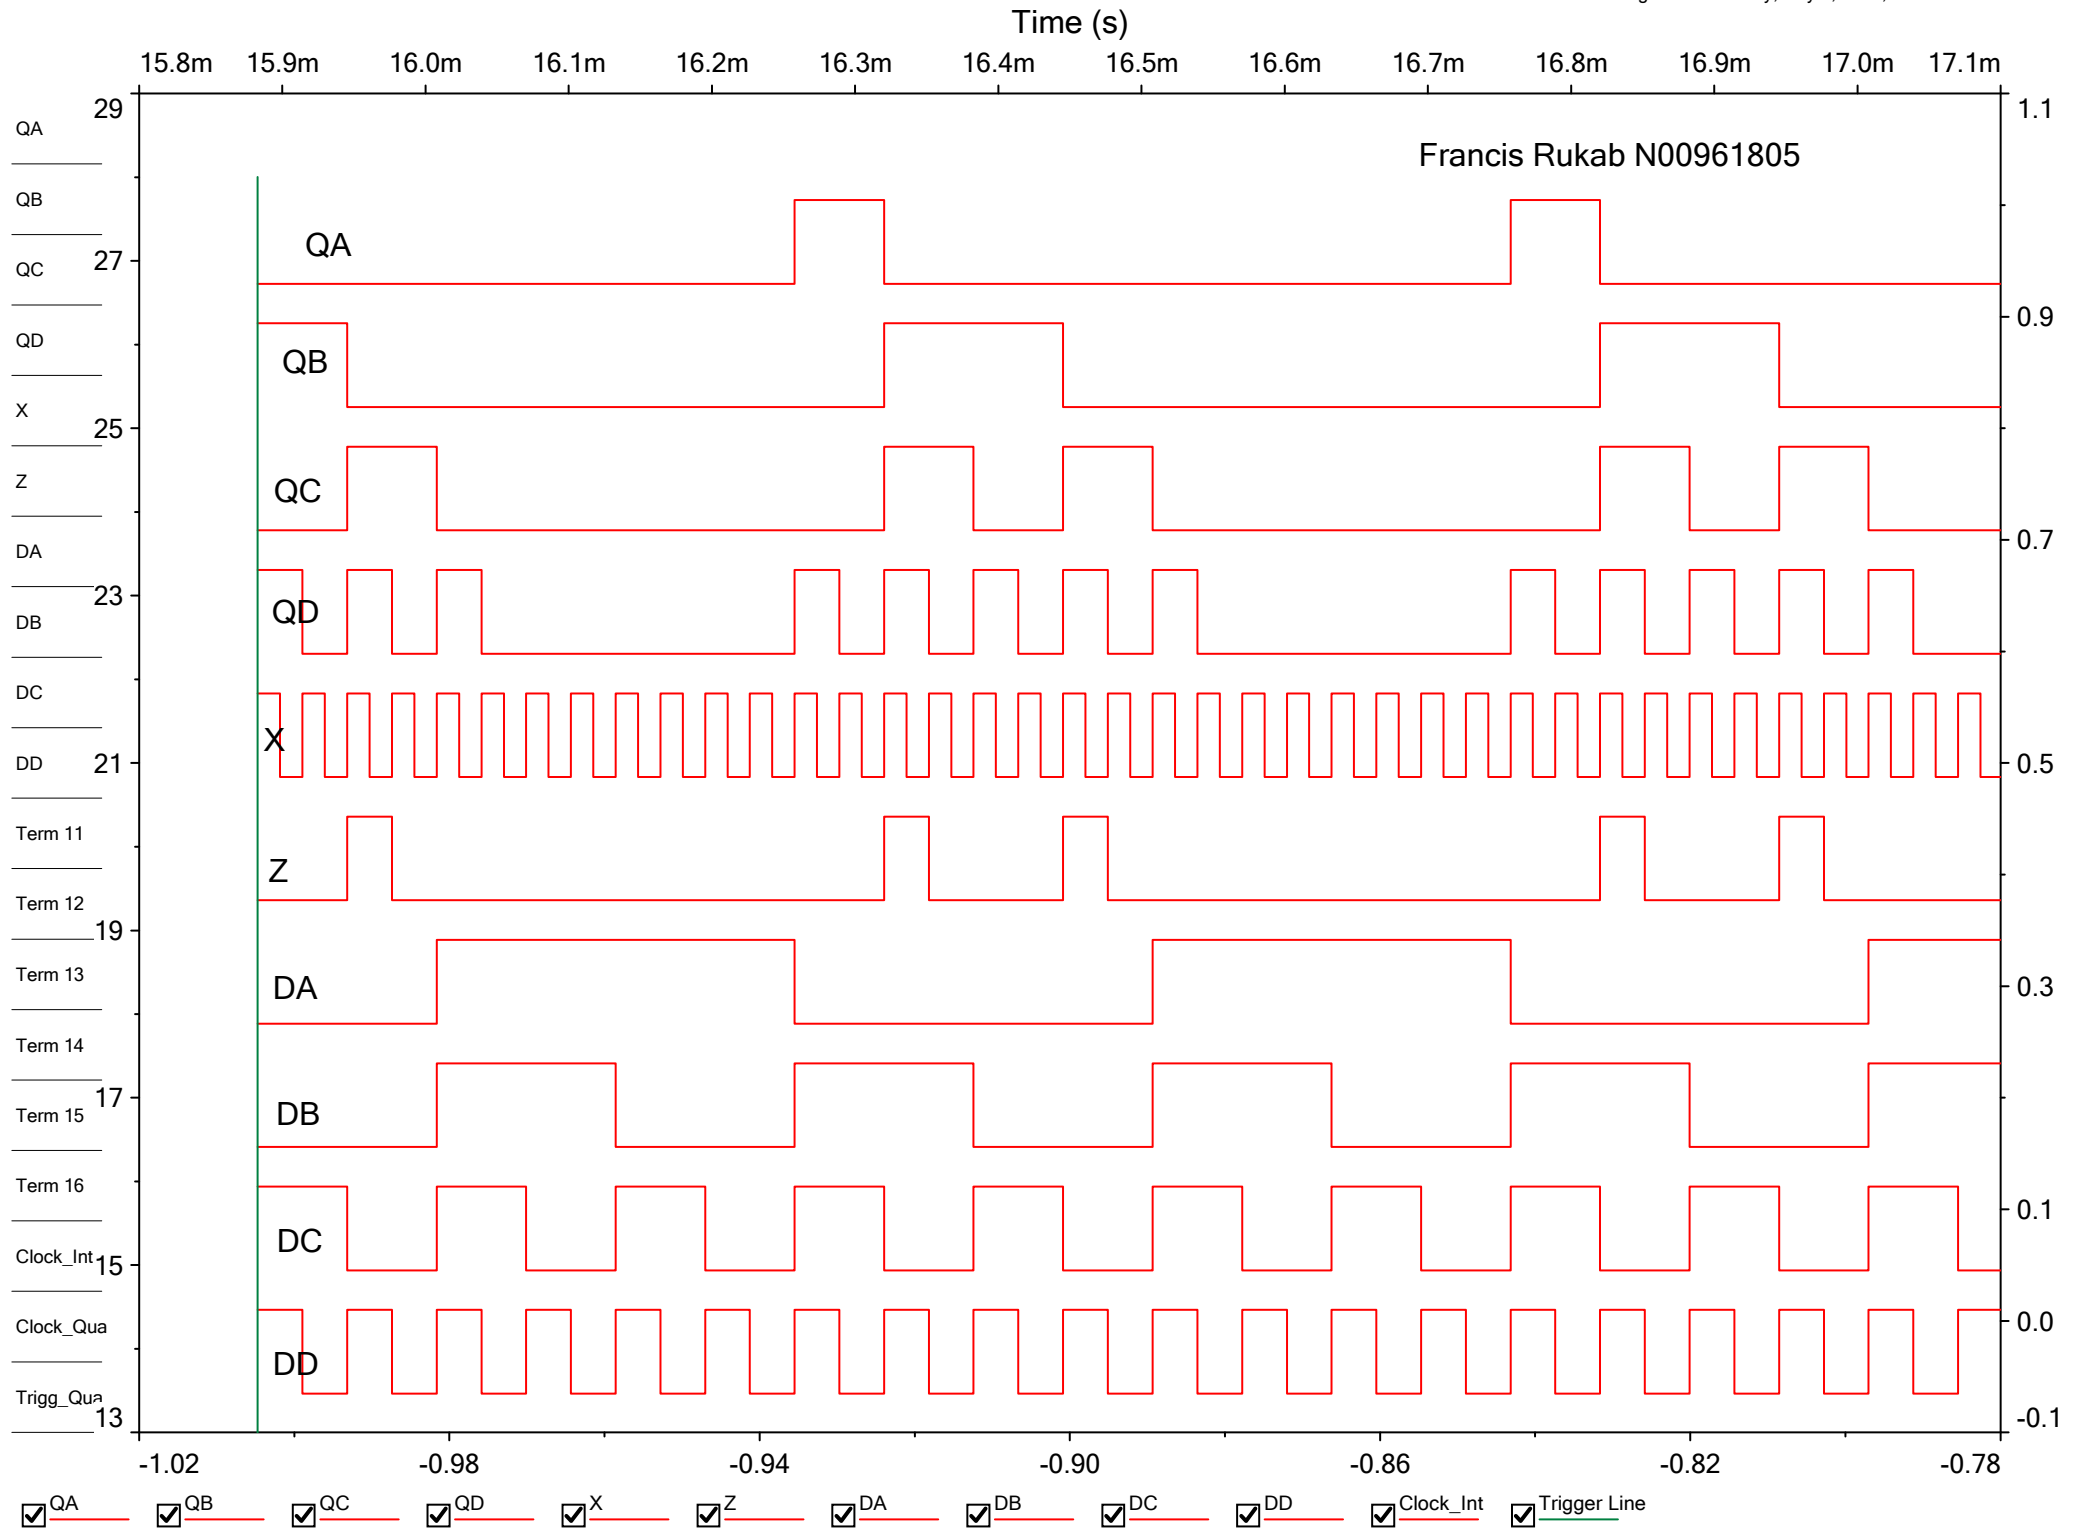 Time (s)
15.8m 15.9m 16.0m 16.1m 16.2m 16.3m 16.4m 16.5m 16.6m 16.7m 16.8m 16.9m 17.0m 17.1m
29 1.1
QA
Francis Rukab N00961805
QB
QA
27
QC
0.9
QD
QB
X
25
Z
QC
0.7
DA
23
QD
DB
DC
X
DD
21 0.5
Term 11
Z
Term 12
19
Term 13
DA 0.3
Term 14
17
Term 15
DB
Term 16
0.1
DC
Clock_Int
15
Clock_Qua
0.0
DD
Trigg_Qua
13 -0.1
-1.02 -0.98 -0.94 -0.90 -0.86 -0.82 -0.78
QA QB QC QD X Z DA DB DC DD Clock_Int Trigger Line